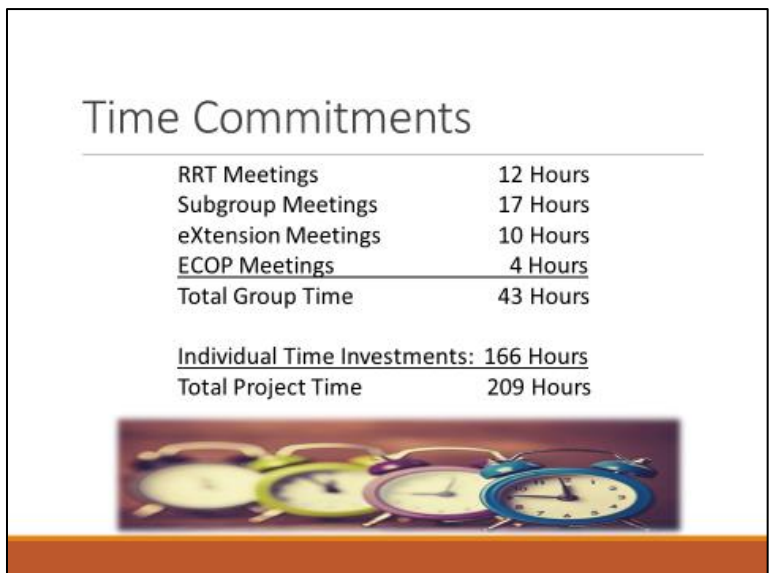 Time Commitments
RRT Meetings 12 Hours
Subgroup Meetings 17 Hours
eXtension Meetings 10 Hours
ECOP Meetings 4 Hours
Total Group Time 43 Hours
Individual Time Investments: 166 Hours
Total Project Time 209 Hours